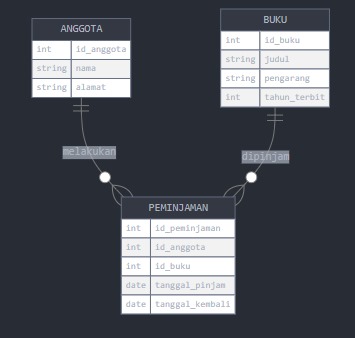 ANGGOTA
int id_anggota
string nama
string alamat
BUKU
int id_buku
string judul
string pengarang
int tahun_terbit
melakukan
dipinjam
PEMINJAMAN
int id_peminjaman
int id_anggota
int id_buku
date tanggal_pinjam
date tanggal_kembali